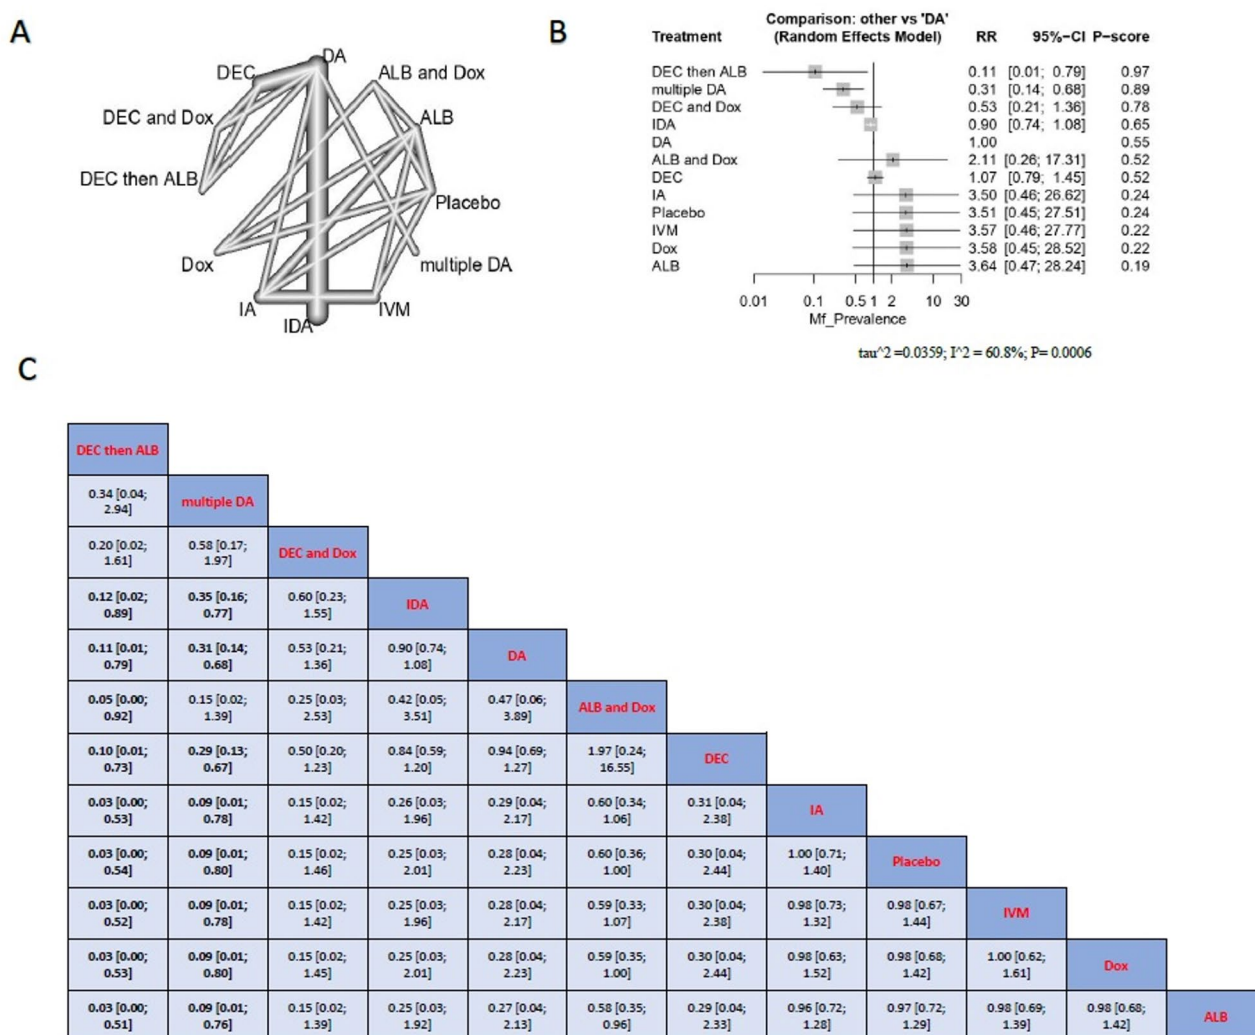 A
DA
DEC
ALB and Dox
DEC and Dox
ALB
DEC then ALB
Placebo
Dox
multiple DA
IA
IVM
IDA
B
Comparison: other vs 'DA'
Treatment (Random Effects Model) RR 95%−CI P−score
DEC then ALB 0.11 [0.01; 0.79] 0.97
multiple DA 0.31 [0.14; 0.68] 0.89
DEC and Dox 0.53 [0.21; 1.36] 0.78
IDA 0.90 [0.74; 1.08] 0.65
DA 1.00 0.55
ALB and Dox 2.11 [0.26; 17.31] 0.52
DEC 1.07 [0.79; 1.45] 0.52
IA 3.50 [0.46; 26.62] 0.24
Placebo 3.51 [0.45; 27.51] 0.24
IVM 3.57 [0.46; 27.77] 0.22
Dox 3.58 [0.45; 28.52] 0.22
ALB 3.64 [0.47; 28.24] 0.19
0.01 0.1 0.5 1 2 10 30
Mf_Prevalence
tau^2 =0.0359; I^2 = 60.8%; P= 0.0006
C
DEC then ALB
0.34 [0.04; 2.94] multiple DA
0.20 [0.02; 1.61] 0.58 [0.17; 1.97] DEC and Dox
0.12 [0.02; 0.89] 0.35 [0.16; 0.77] 0.60 [0.23; 1.55] IDA
0.11 [0.01; 0.79] 0.31 [0.14; 0.68] 0.53 [0.21; 1.36] 0.90 [0.74; 1.08] DA
0.05 [0.00; 0.92] 0.15 [0.02; 1.39] 0.25 [0.03; 2.53] 0.42 [0.05; 3.51] 0.47 [0.06; 3.89] ALB and Dox
0.10 [0.01; 0.73] 0.29 [0.13; 0.67] 0.50 [0.20; 1.23] 0.84 [0.59; 1.20] 0.94 [0.69; 1.27] 1.97 [0.24; 16.55] DEC
0.03 [0.00; 0.53] 0.09 [0.01; 0.78] 0.15 [0.02; 1.42] 0.26 [0.03; 1.96] 0.29 [0.04; 2.17] 0.60 [0.34; 1.06] 0.31 [0.04; 2.38] IA
0.03 [0.00; 0.54] 0.09 [0.01; 0.80] 0.15 [0.02; 1.46] 0.25 [0.03; 2.01] 0.28 [0.04; 2.23] 0.60 [0.36; 1.00] 0.30 [0.04; 2.44] 1.00 [0.71; 1.40] Placebo
0.03 [0.00; 0.52] 0.09 [0.01; 0.78] 0.15 [0.02; 1.42] 0.25 [0.03; 1.96] 0.28 [0.04; 2.17] 0.59 [0.33; 1.07] 0.30 [0.04; 2.38] 0.98 [0.73; 1.32] 0.98 [0.67; 1.44] IVM
0.03 [0.00; 0.53] 0.09 [0.01; 0.80] 0.15 [0.02; 1.45] 0.25 [0.03; 2.01] 0.28 [0.04; 2.23] 0.59 [0.35; 1.00] 0.30 [0.04; 2.44] 0.98 [0.63; 1.52] 0.98 [0.68; 1.42] 1.00 [0.62; 1.61] Dox
0.03 [0.00; 0.51] 0.09 [0.01; 0.76] 0.15 [0.02; 1.39] 0.25 [0.03; 1.92] 0.27 [0.04; 2.13] 0.58 [0.35; 0.96] 0.29 [0.04; 2.33] 0.96 [0.72; 1.28] 0.97 [0.72; 1.29] 0.98 [0.69; 1.39] 0.98 [0.68; 1.42] ALB